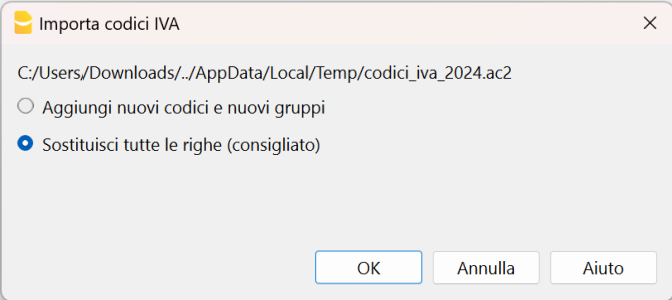 Importa codici IVA
C:/Users,/Downloads/../AppData/Local/Temp/codici_iva_2024.ac2
Aggiungi nuovi codici e nuovi gruppi
Sostituisci tutte le righe (consigliato)
OK Annulla Aiuto